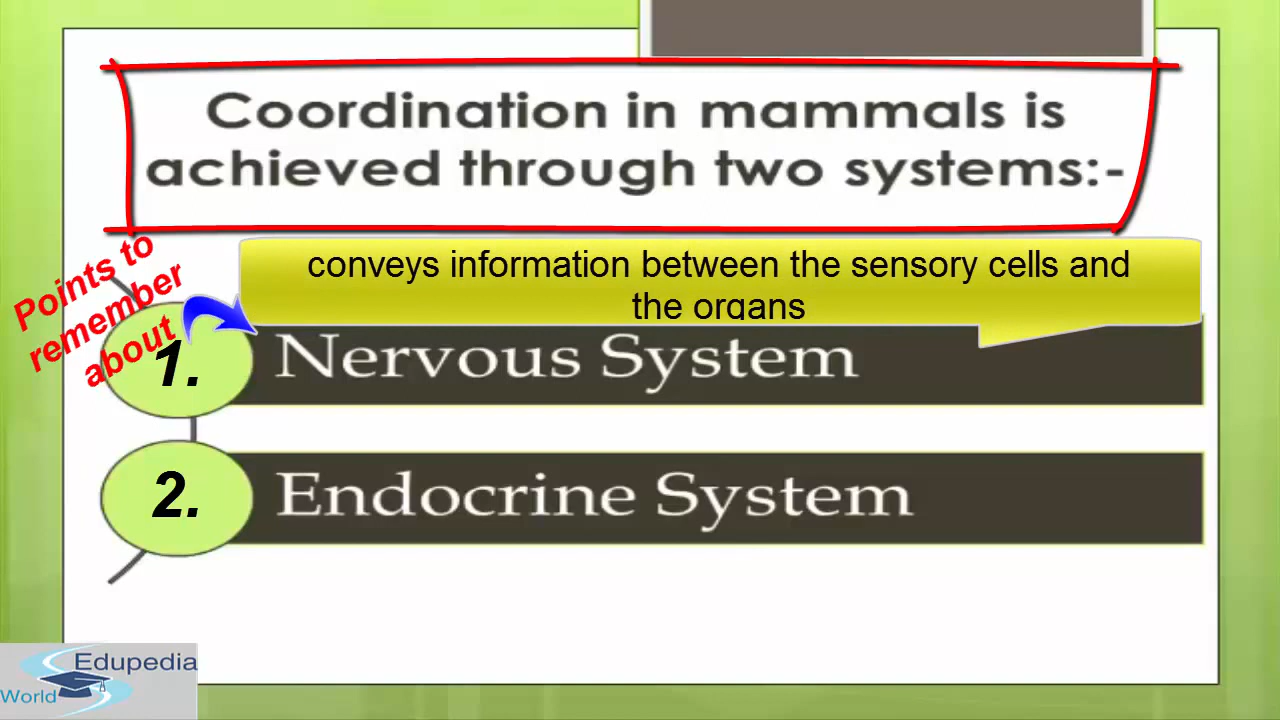 Coordination in mammals is
achieved through two systems:-
conveys information between the sensory cells and
the organs
Points to
remember
about
1.
Nervous System
2.
Endocrine System
Edupedia
World